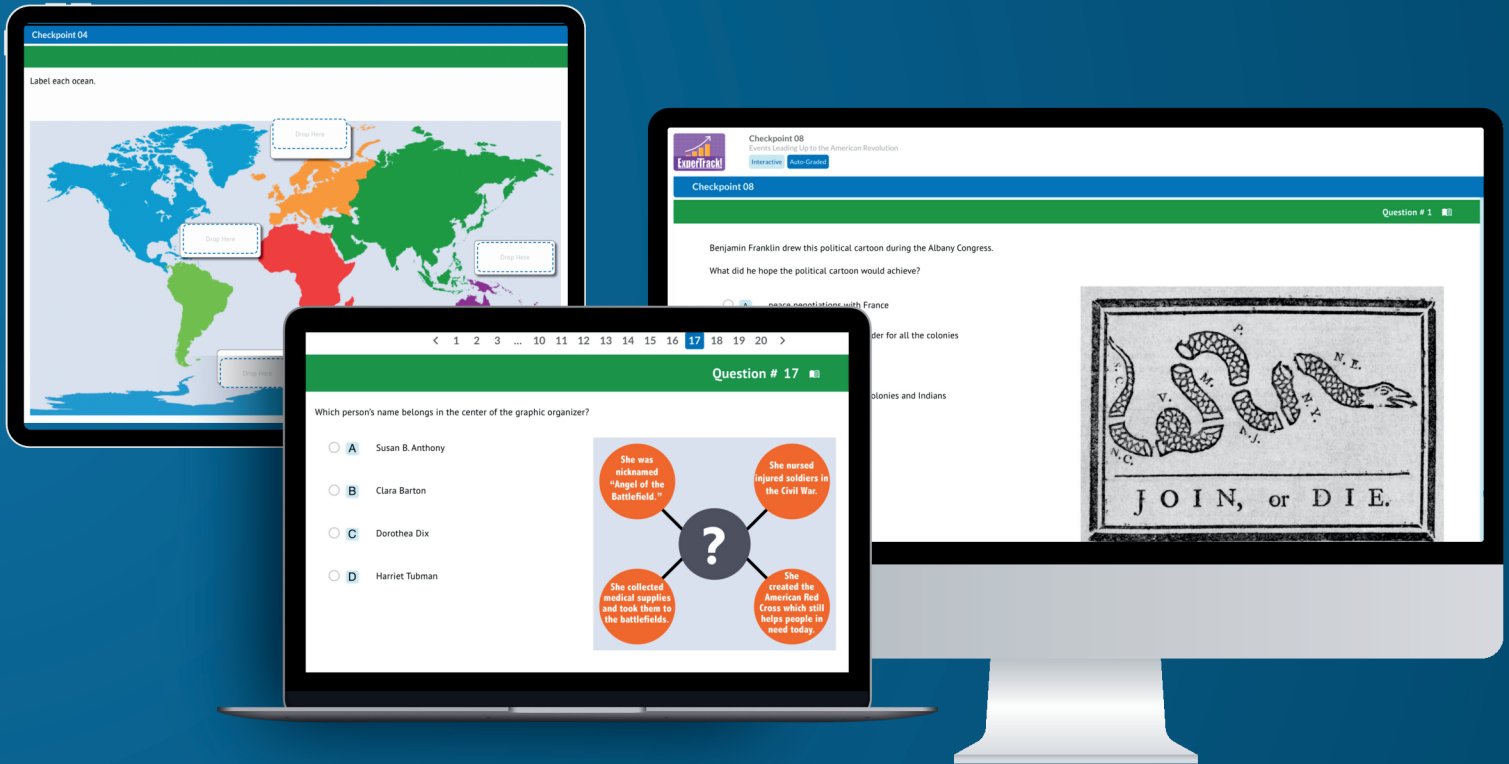 Checkpoint 04
Label each ocean.
Drop Here
Drop Here
Drop Here
Drop Here
ExperTrack!
Checkpoint 08
Events Leading Up to the American Revolution
Interactive
Auto-Graded
Checkpoint 08
Question # 1
Benjamin Franklin drew this political cartoon during the Albany Congress.
What did he hope the political cartoon would achieve?
A peace negotiations with France
for all the colonies
and Indians
S.C.
N.C.
V.
M.
P.
N.J.
N.Y.
N.E.
JOIN, or DIE.
< 1 2 3 ... 10 11 12 13 14 15 16 17 18 19 20 >
Question # 17
Which person's name belongs in the center of the graphic organizer?
A Susan B. Anthony
B Clara Barton
C Dorothea Dix
D Harriet Tubman
She was
nicknamed
"Angel of the
Battlefield."
She nursed
injured soldiers in
the Civil War.
?
She collected
medical supplies
and took them to
the battlefields.
She
created the
American Red
Cross which still
helps people in
need today.